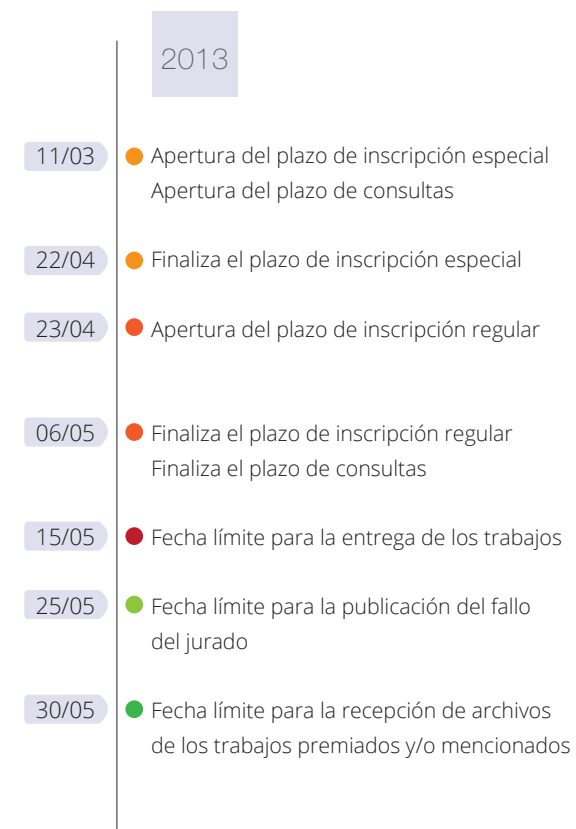 2013
11/03
Apertura del plazo de inscripción especial
Apertura del plazo de consultas
22/04
Finaliza el plazo de inscripción especial
23/04
Apertura del plazo de inscripción regular
06/05
Finaliza el plazo de inscripción regular
Finaliza el plazo de consultas
15/05
Fecha límite para la entrega de los trabajos
25/05
Fecha límite para la publicación del fallo
del jurado
30/05
Fecha límite para la recepción de archivos
de los trabajos premiados y/o mencionados